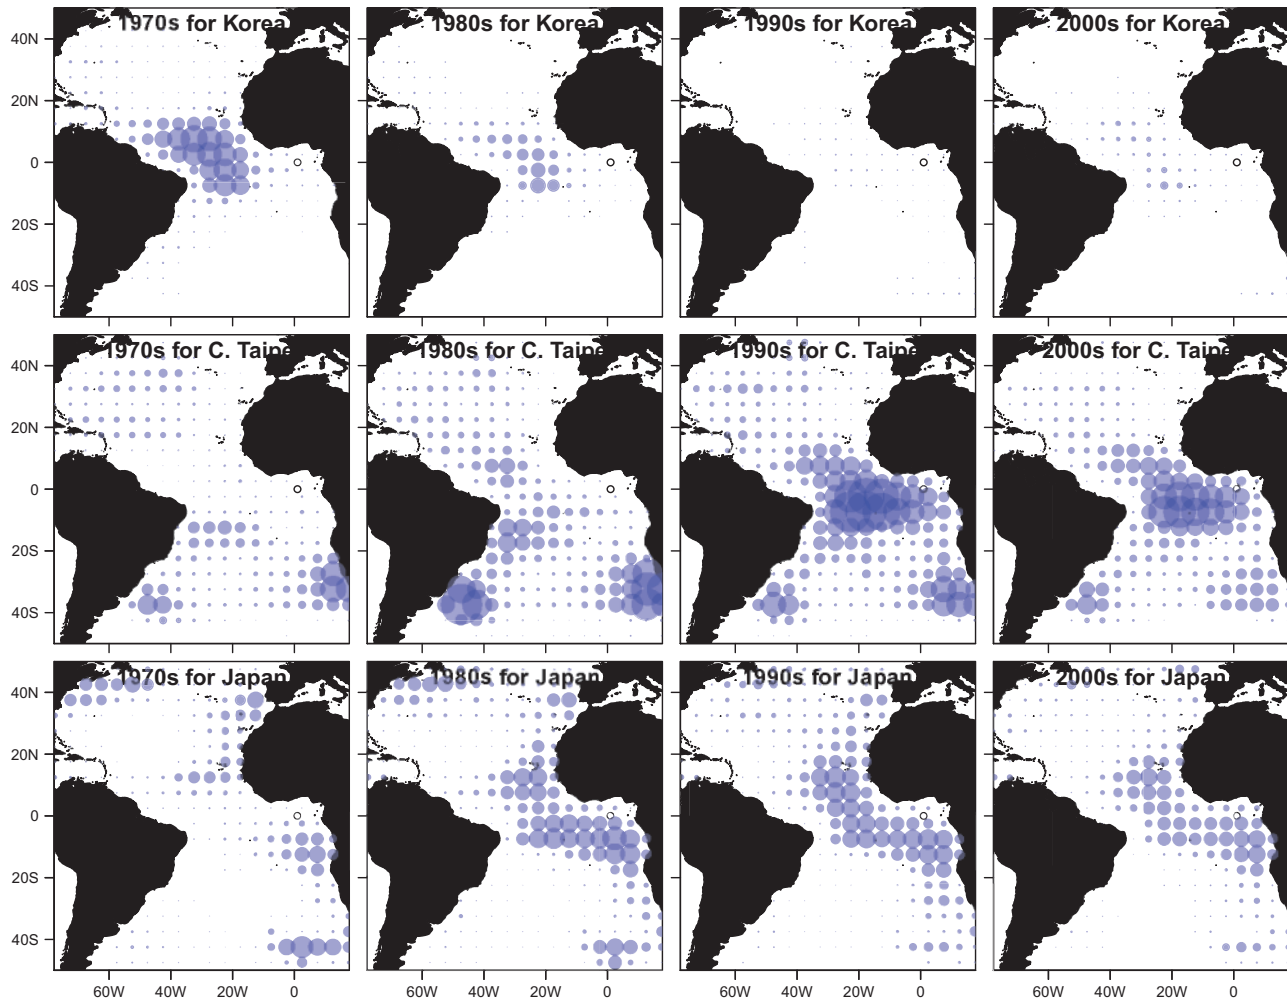 1970s for Korea 1980s for Korea 1990s for Korea 2000s for Korea
40N
20N
0
20S
40S
1970s for C. Taipe 1980s for C. Taipe 1990s for C. Taipe 2000s for C. Taipe
40N
20N
0
20S
40S
1970s for Japan 1980s for Japan 1990s for Japan 2000s for Japan
40N
20N
0
20S
40S
60W 40W 20W 0 60W 40W 20W 0 60W 40W 20W 0 60W 40W 20W 0